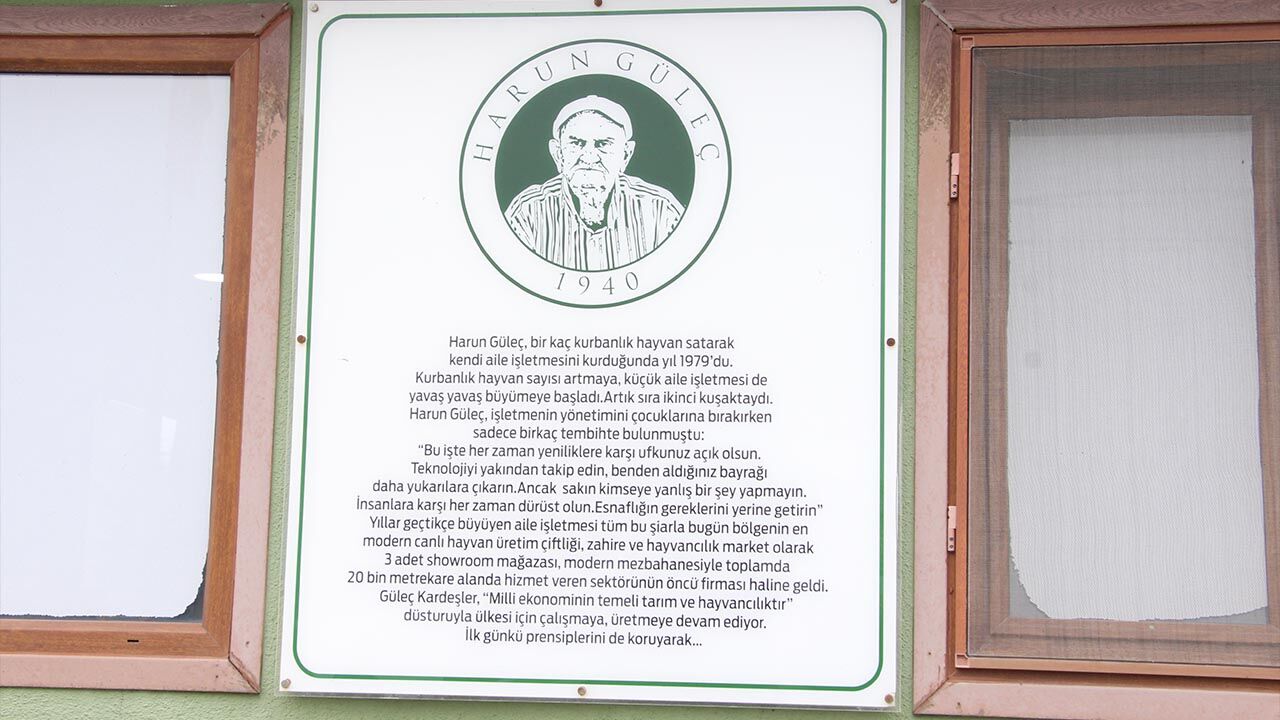 HARUN GÜLEÇ
1940
Harun Güleç, bir kaç kurbanlık hayvan satarak
kendi aile işletmesini kurduğunda yıl 1979’du.
Kurbanlık hayvan sayısı artmaya, küçük aile işletmesi de
yavaş yavaş büyümeye başladı.Artık sıra ikinci kuşaktaydı.
Harun Güleç, işletmenin yönetimini çocuklarına bırakırken
sadece birkaç tembihte bulunmuştu:
“Bu işte her zaman yeniliklere karşı ufkunuz açık olsun.
Teknolojiyi yakından takip edin, benden aldığınız bayrağı
daha yukarılara çıkarın.Ancak sakın kimseye yanlış bir şey yapmayın.
İnsanlara karşı her zaman dürüst olun.Esnaflığın gereklerini yerine getirin”
Yıllar geçtikçe büyüyen aile işletmesi tüm bu şiarla bugün bölgenin en
modern canlı hayvan üretim çiftliği, zahire ve hayvancılık market olarak
3 adet showroom mağazası, modern mezbahanesiyle toplamda
20 bin metrekare alanda hizmet veren sektörünün öncü firması haline geldi.
Güleç Kardeşler, “Milli ekonominin temeli tarım ve hayvancılıktır”
düsturuyla ülkesi için çalışmaya, üretmeye devam ediyor.
İlk günkü prensiplerini de koruyarak...